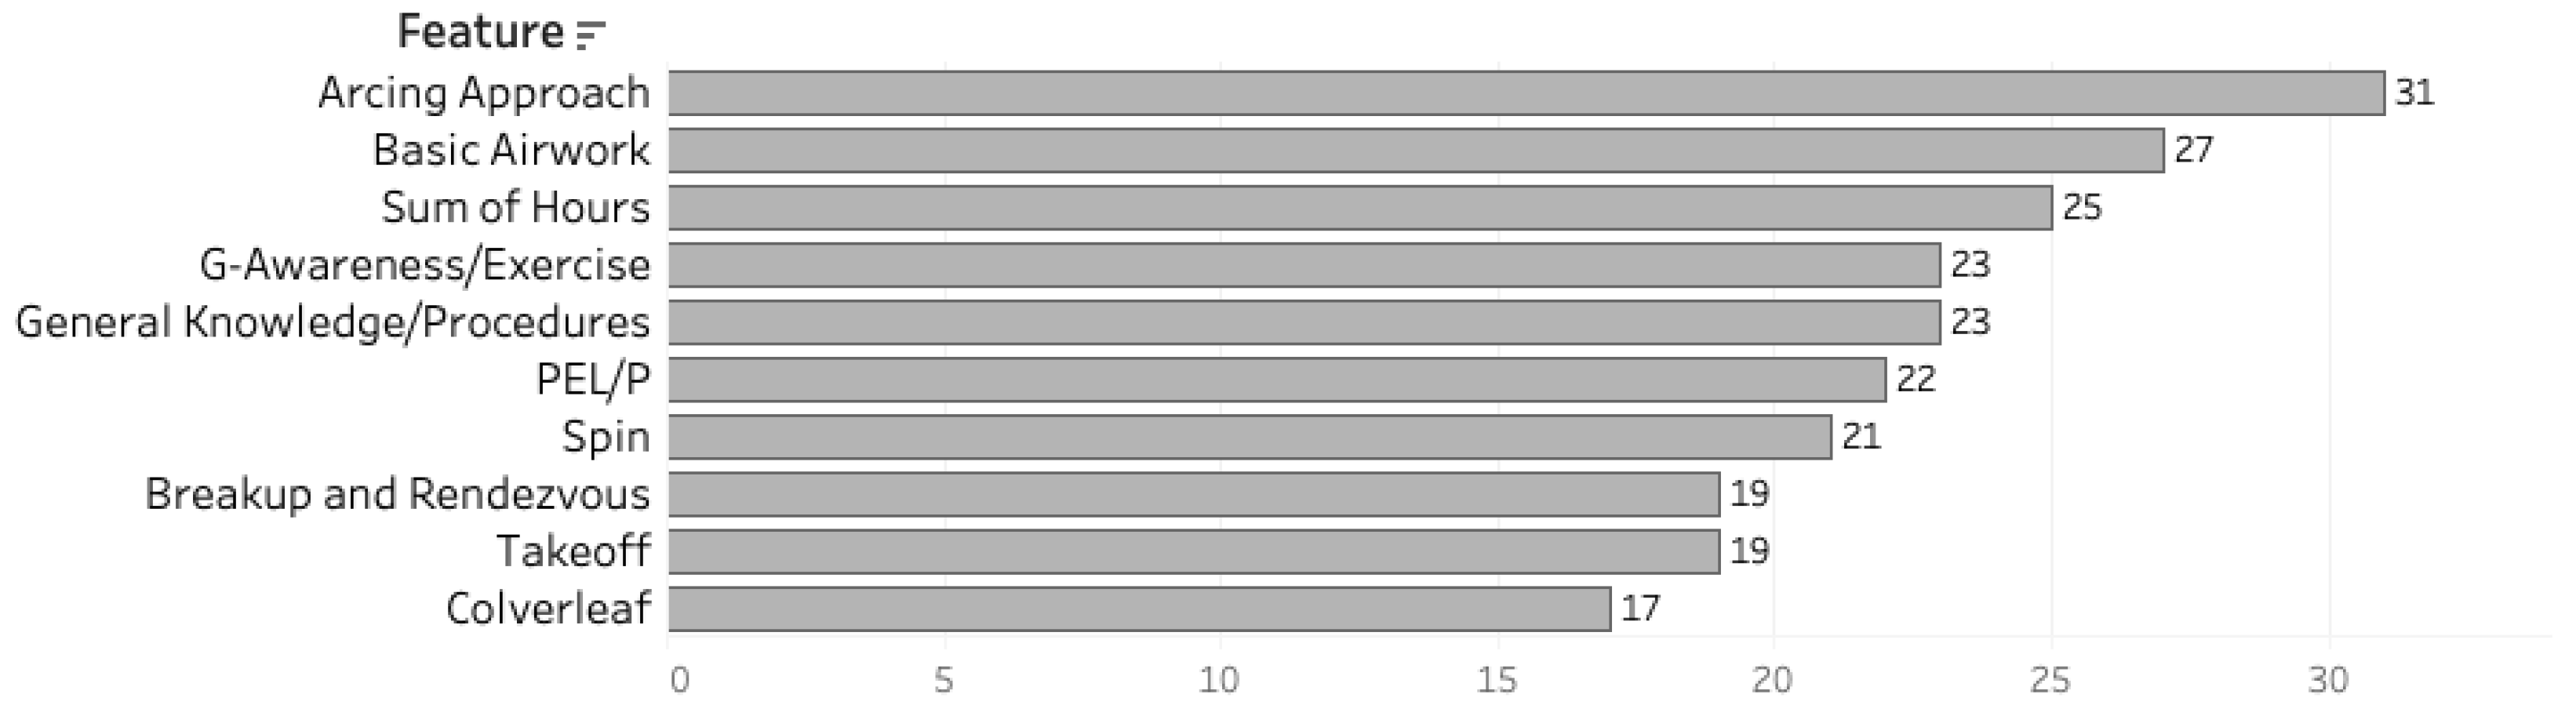 Feature
Arcing Approach 31
Basic Airwork 27
Sum of Hours 25
G-Awareness/Exercise 23
General Knowledge/Procedures 23
PEL/P 22
Spin 21
Breakup and Rendezvous 19
Takeoff 19
Colverleaf 17
0 5 10 15 20 25 30